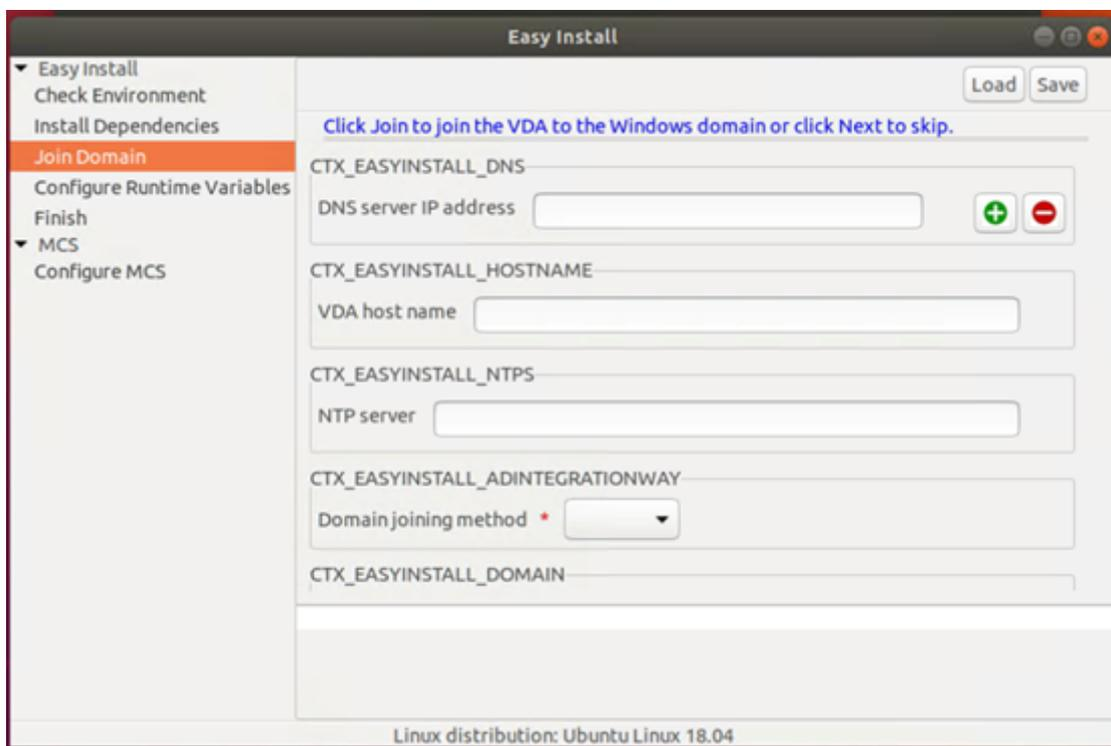 Easy Install
Easy Install
Check Environment
Install Dependencies
Join Domain
Configure Runtime Variables
Finish
MCS
Configure MCS
Load Save
Click Join to join the VDA to the Windows domain or click Next to skip.
CTX_EASYINSTALL_DNS
DNS server IP address
CTX_EASYINSTALL_HOSTNAME
VDA host name
CTX_EASYINSTALL_NTPS
NTP server
CTX_EASYINSTALL_ADINTEGRATIONWAY
Domain joining method *
CTX_EASYINSTALL_DOMAIN
Linux distribution: Ubuntu Linux 18.04